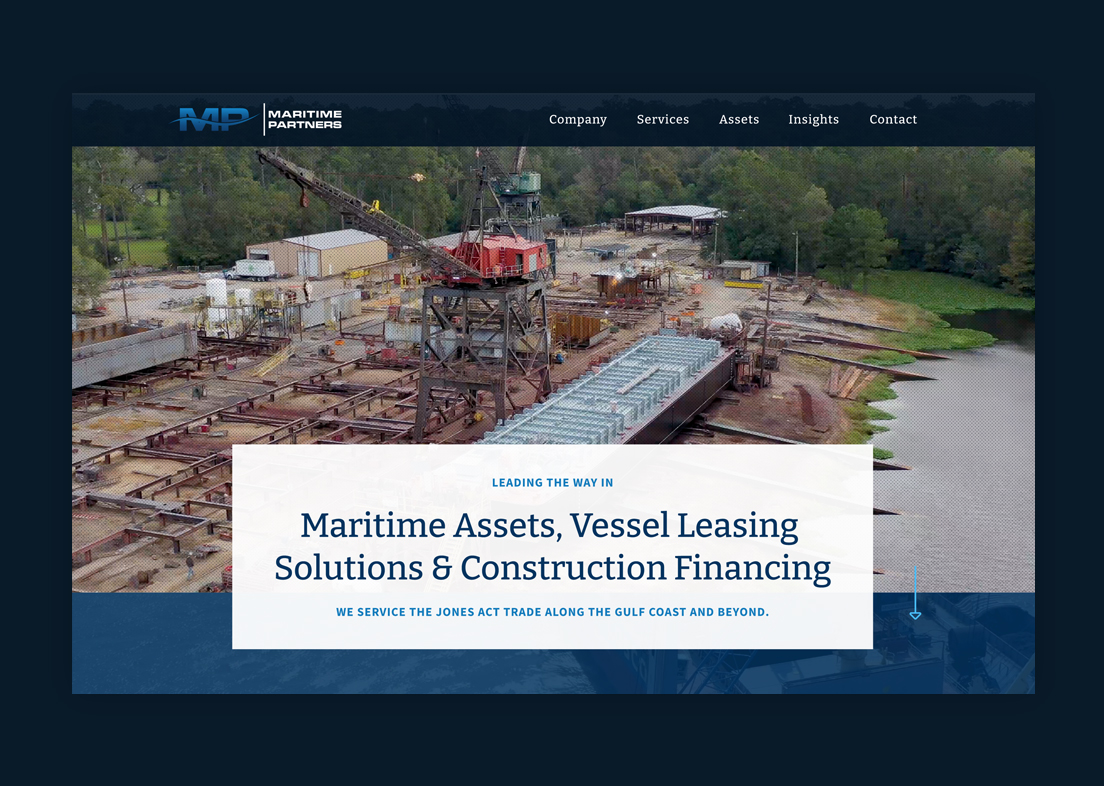 MP
MARITIME
PARTNERS
Company Services Assets Insights Contact
LEADING THE WAY IN
Maritime Assets, Vessel Leasing
Solutions & Construction Financing
WE SERVICE THE JONES ACT TRADE ALONG THE GULF COAST AND BEYOND.